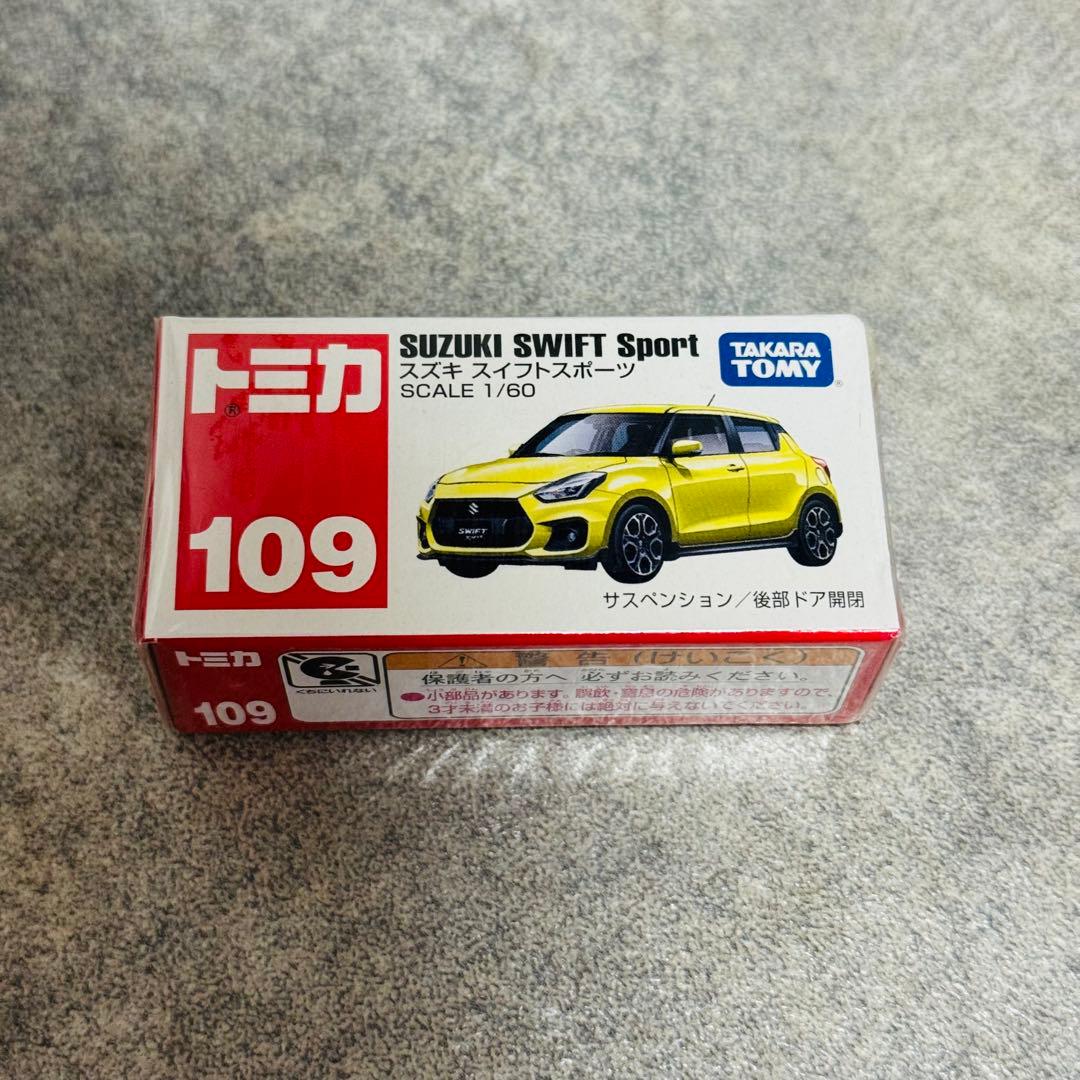 トミカ
®
109
SUZUKI SWIFT Sport
スズキ スイフトスポーツ
SCALE 1/60
TAKARA
TOMY
®
SWIFT
サスペンション/後部ドア開閉
トミカ
109
くちにいれない
警告(けいこく)
保護者の方へ 必ずお読みください
小部品があります。誤飲・窒息の危険がありますので、
3才未満のお子様には絶対に与えないでください。